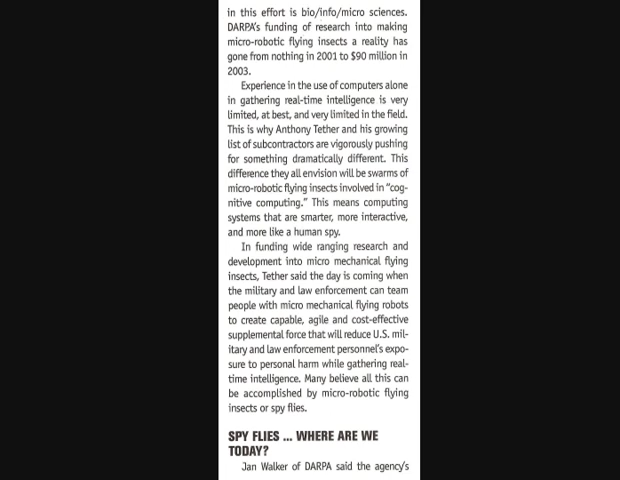 in this effort is bio/info/micro sciences.
DARPA's funding of research into making
micro-robotic flying insects a reality has
gone from nothing in 2001 to $90 million in
2003.
Experience in the use of computers alone
in gathering real-time intelligence is very
limited, at best, and very limited in the field.
This is why Anthony Tether and his growing
list of subcontractors are vigorously pushing
for something dramatically different. This
difference they all envision will be swarms of
micro-robotic flying insects involved in "cog-
nitive computing." This means computing
systems that are smarter, more interactive,
and more like a human spy.
In funding wide ranging research and
development into micro mechanical flying
insects, Tether said the day is coming when
the military and law enforcement can team
people with micro mechanical flying robots
to create capable, agile and cost-effective
supplemental force that will reduce U.S. mil-
itary and law enforcement personnel's expo-
sure to personal harm while gathering real-
time intelligence. Many believe all this can
be accomplished by micro-robotic flying
insects or spy flies.
SPY FLIES ... WHERE ARE WE
TODAY?
Jan Walker of DARPA said the agency's